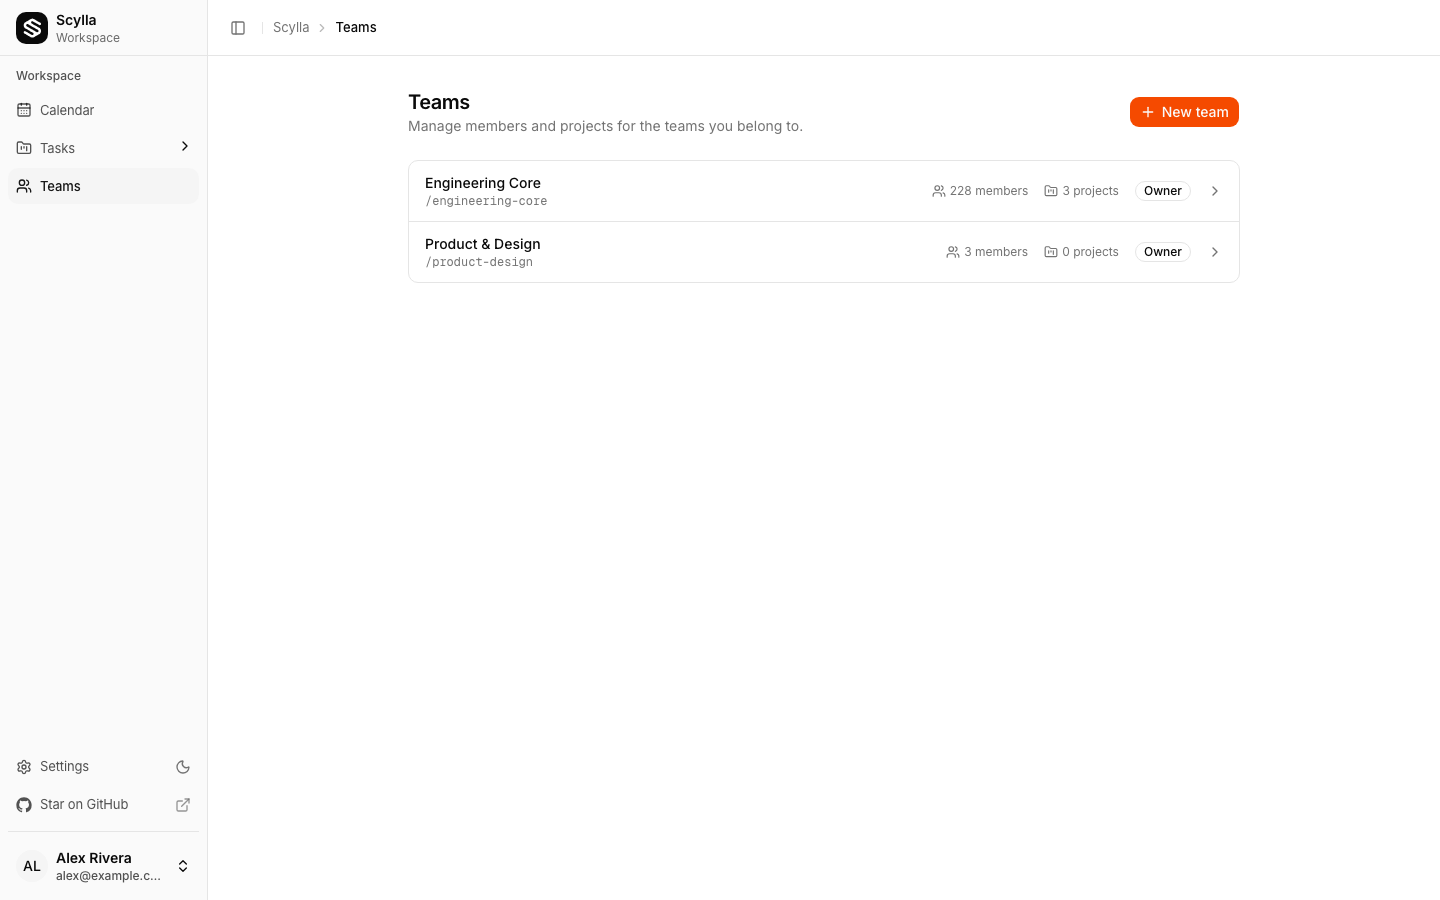 Scylla
Workspace
Workspace
Calendar
Tasks
Teams
Settings
Star on GitHub
AL
Alex Rivera
alex@example.c...
Scylla > Teams
Teams
Manage members and projects for the teams you belong to.
New team
Engineering Core
/engineering-core
228 members 3 projects Owner
Product & Design
/product-design
3 members 0 projects Owner